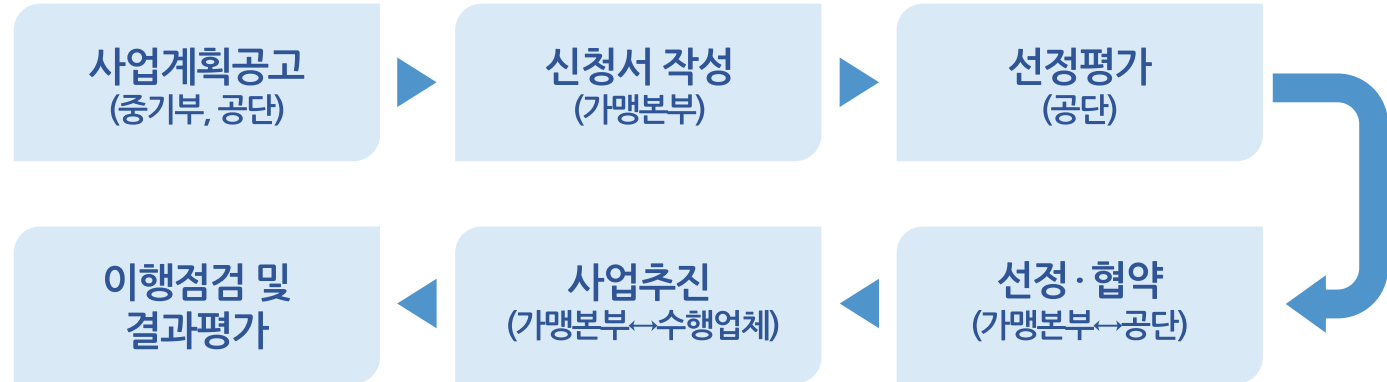 사업계획공고
(중기부, 공단)
신청서 작성
(가맹본부)
선정평가
(공단)
선정·협약
(가맹본부↔공단)
사업추진
(가맹본부↔수행업체)
이행점검 및
결과평가